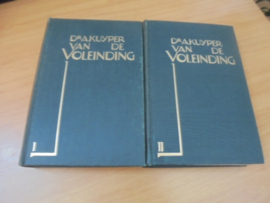 DR A. KUYPER
VAN DE
VOLEINDING
I
DR A. KUYPER
VAN DE
VOLEINDING
II